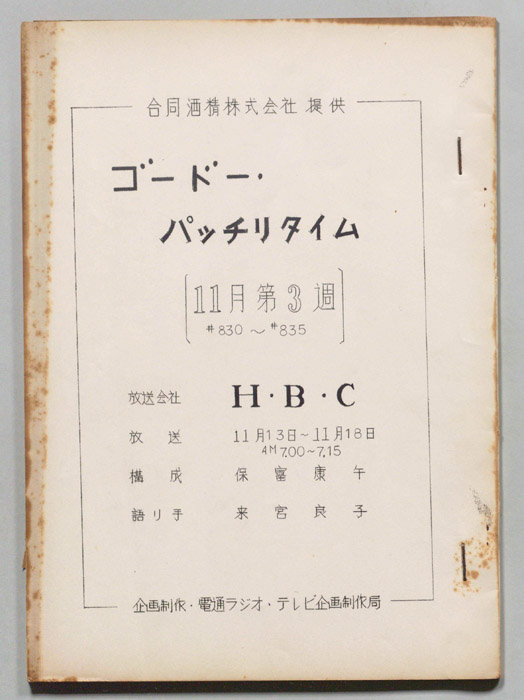 合同酒精株式会社 提供
ゴードー・
パッチリタイム
[11月第3週
#830～#835]
放送会社 H・B・C
放送 11月13日～11月18日
AM 7.00～7.15
構成 保富康午
語り手 来宮良子
企画制作・電通ラジオ・テレビ企画制作局